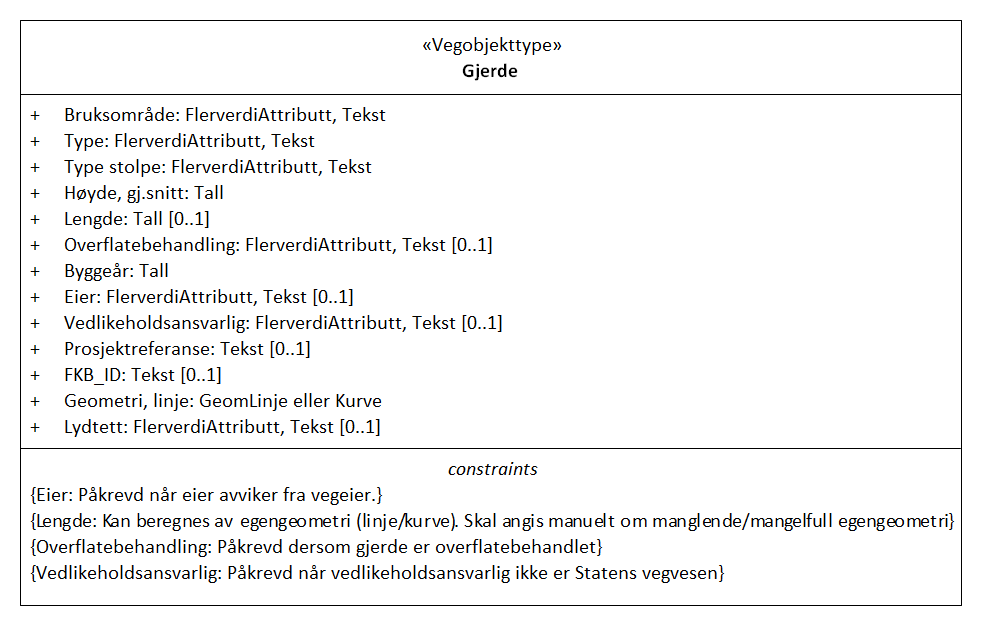 «Vegobjekttype»
Gjerde
+ Bruksområde: FlerverdiAttributt, Tekst
+ Type: FlerverdiAttributt, Tekst
+ Type stolpe: FlerverdiAttributt, Tekst
+ Høyde, gj.snitt: Tall
+ Lengde: Tall [0..1]
+ Overflatebehandling: FlerverdiAttributt, Tekst [0..1]
+ Byggeår: Tall
+ Eier: FlerverdiAttributt, Tekst [0..1]
+ Vedlikeholdsansvarlig: FlerverdiAttributt, Tekst [0..1]
+ Prosjektreferanse: Tekst [0..1]
+ FKB_ID: Tekst [0..1]
+ Geometri, linje: GeomLinje eller Kurve
+ Lydtett: FlerverdiAttributt, Tekst [0..1]
constraints
{Eier: Påkrevd når eier avviker fra vegeier.}
{Lengde: Kan beregnes av egengeometri (linje/kurve). Skal angis manuelt om manglende/mangelfull egengeometri}
{Overflatebehandling: Påkrevd dersom gjerde er overflatebehandlet}
{Vedlikeholdsansvarlig: Påkrevd når vedlikeholdsansvarlig ikke er Statens vegvesen}